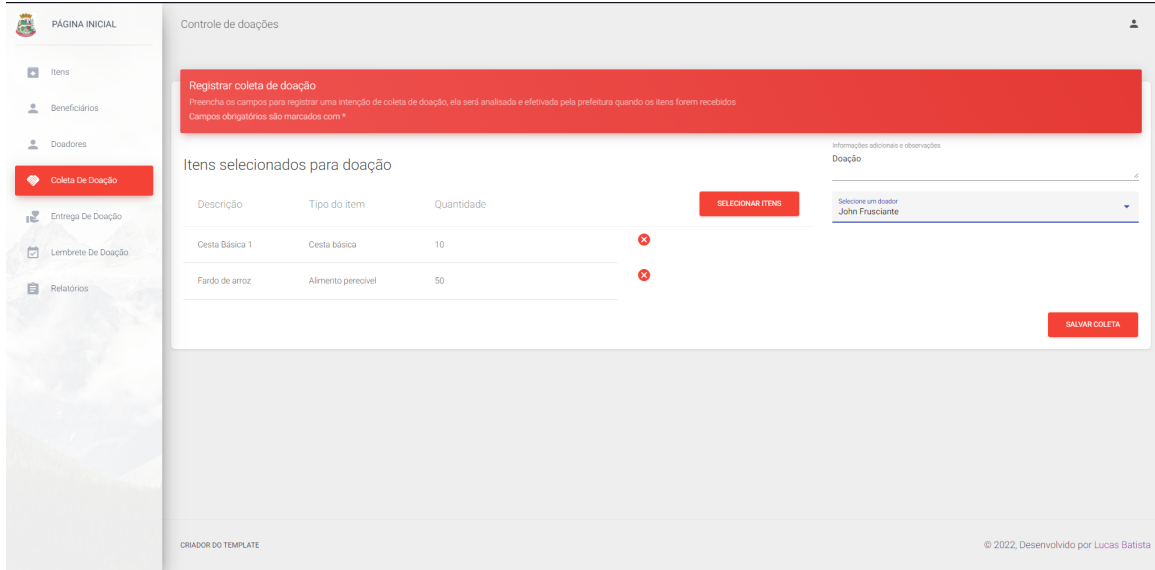 PÁGINA INICIAL
Itens
Beneficiários
Doadores
Coleta De Doação
Entrega De Doação
Lembrete De Doação
Relatórios
Controle de doações
Registrar coleta de doação
Preencha os campos para registrar uma intenção de coleta de doação, ela será analisada e efetivada pela prefeitura quando os itens forem recebidos
Campos obrigatórios são marcados com *
Itens selecionados para doação
Descrição Tipo do item Quantidade
SELECIONAR ITENS
Cesta Básica 1 Cesta básica 10
Fardo de arroz Alimento perecível 50
Informações adicionais e observações
Doação
Selecione um doador
John Frusciante
SALVAR COLETA
CRIADOR DO TEMPLATE
© 2022, Desenvolvido por Lucas Batista